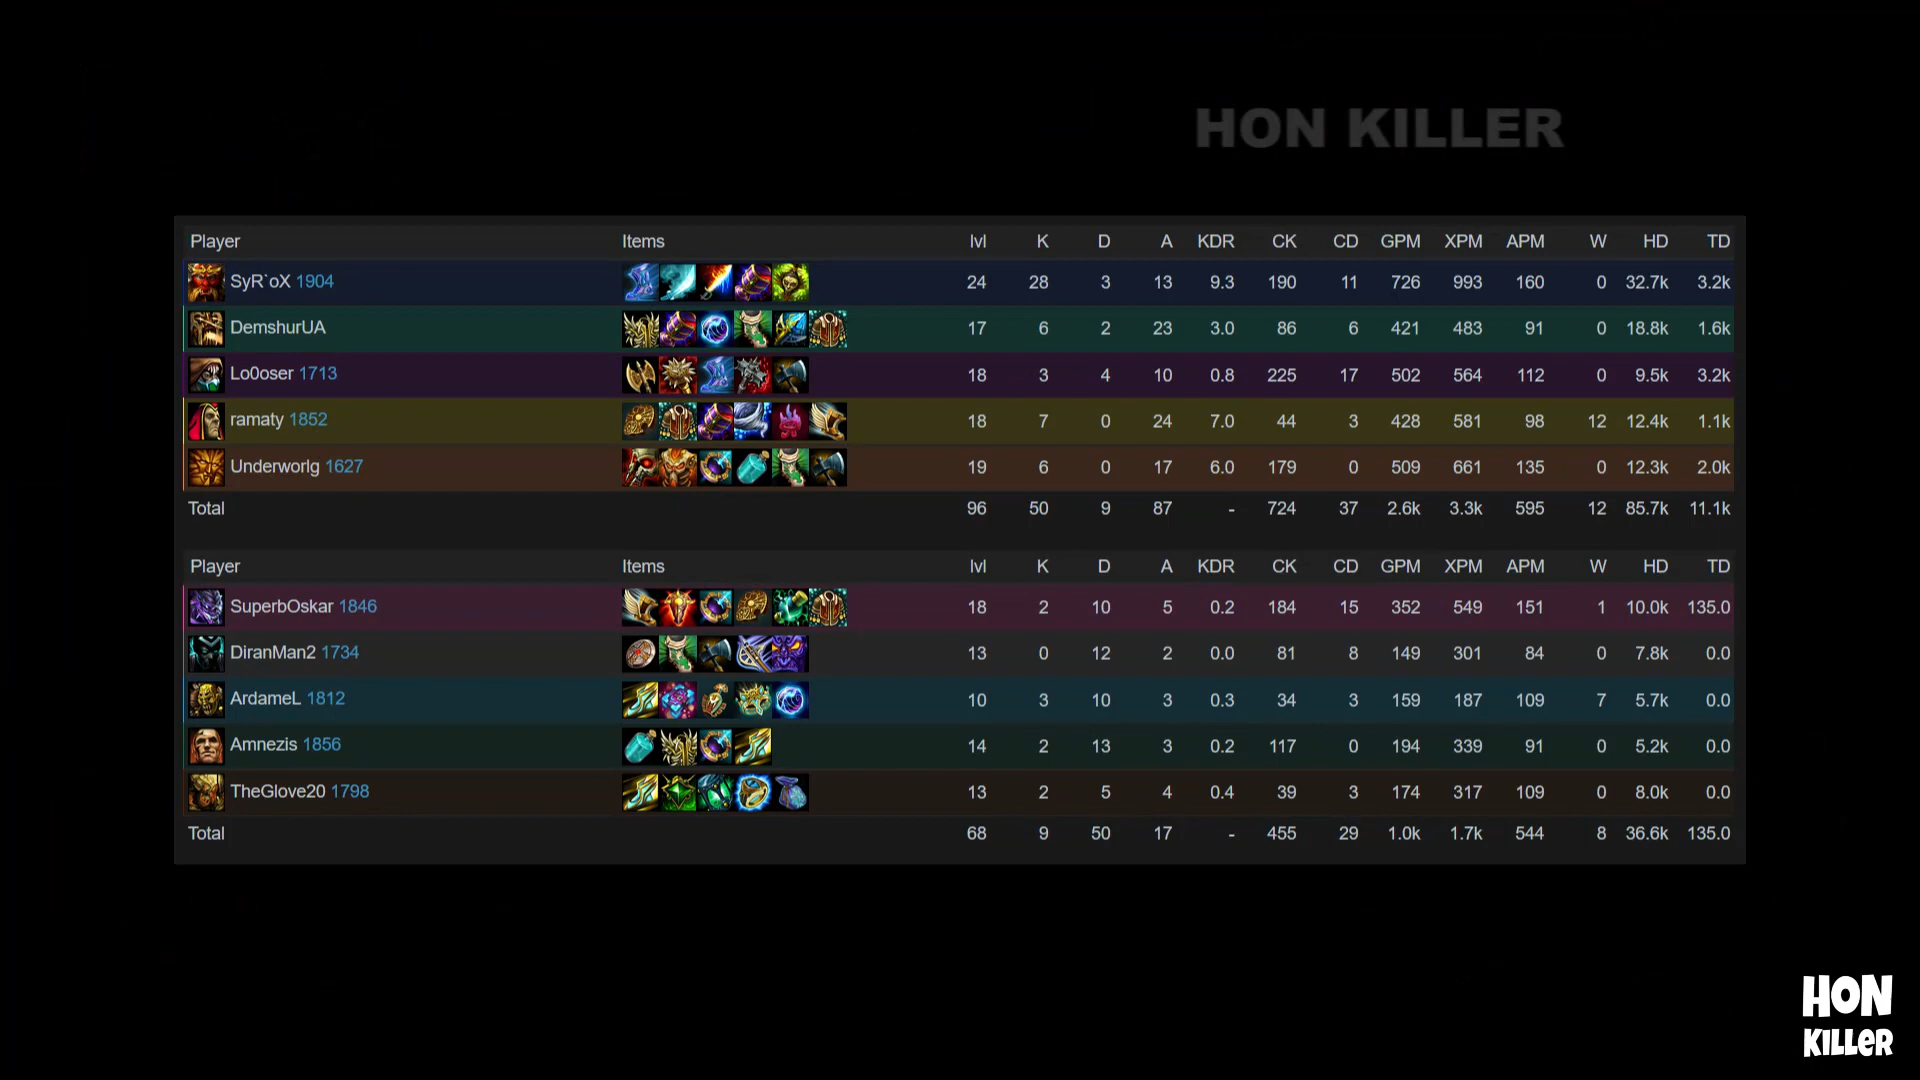 HON KILLER
Player Items lvl K D A KDR CK CD GPM XPM APM W HD TD
SyR`oX 1904 24 28 3 13 9.3 190 11 726 993 160 0 32.7k 3.2k
DemshurUA 17 6 2 23 3.0 86 6 421 483 91 0 18.8k 1.6k
Lo0oser 1713 18 3 4 10 0.8 225 17 502 564 112 0 9.5k 3.2k
ramaty 1852 18 7 0 24 7.0 44 3 428 581 98 12 12.4k 1.1k
Underworlg 1627 19 6 0 17 6.0 179 0 509 661 135 0 12.3k 2.0k
Total 96 50 9 87 - 724 37 2.6k 3.3k 595 12 85.7k 11.1k
Player Items lvl K D A KDR CK CD GPM XPM APM W HD TD
SuperbOskar 1846 18 2 10 5 0.2 184 15 352 549 151 1 10.0k 135.0
DiranMan2 1734 13 0 12 2 0.0 81 8 149 301 84 0 7.8k 0.0
ArdameL 1812 10 3 10 3 0.3 34 3 159 187 109 7 5.7k 0.0
Amnezis 1856 14 2 13 3 0.2 117 0 194 339 91 0 5.2k 0.0
TheGlove20 1798 13 2 5 4 0.4 39 3 174 317 109 0 8.0k 0.0
Total 68 9 50 17 - 455 29 1.0k 1.7k 544 8 36.6k 135.0
HON
KILLeR